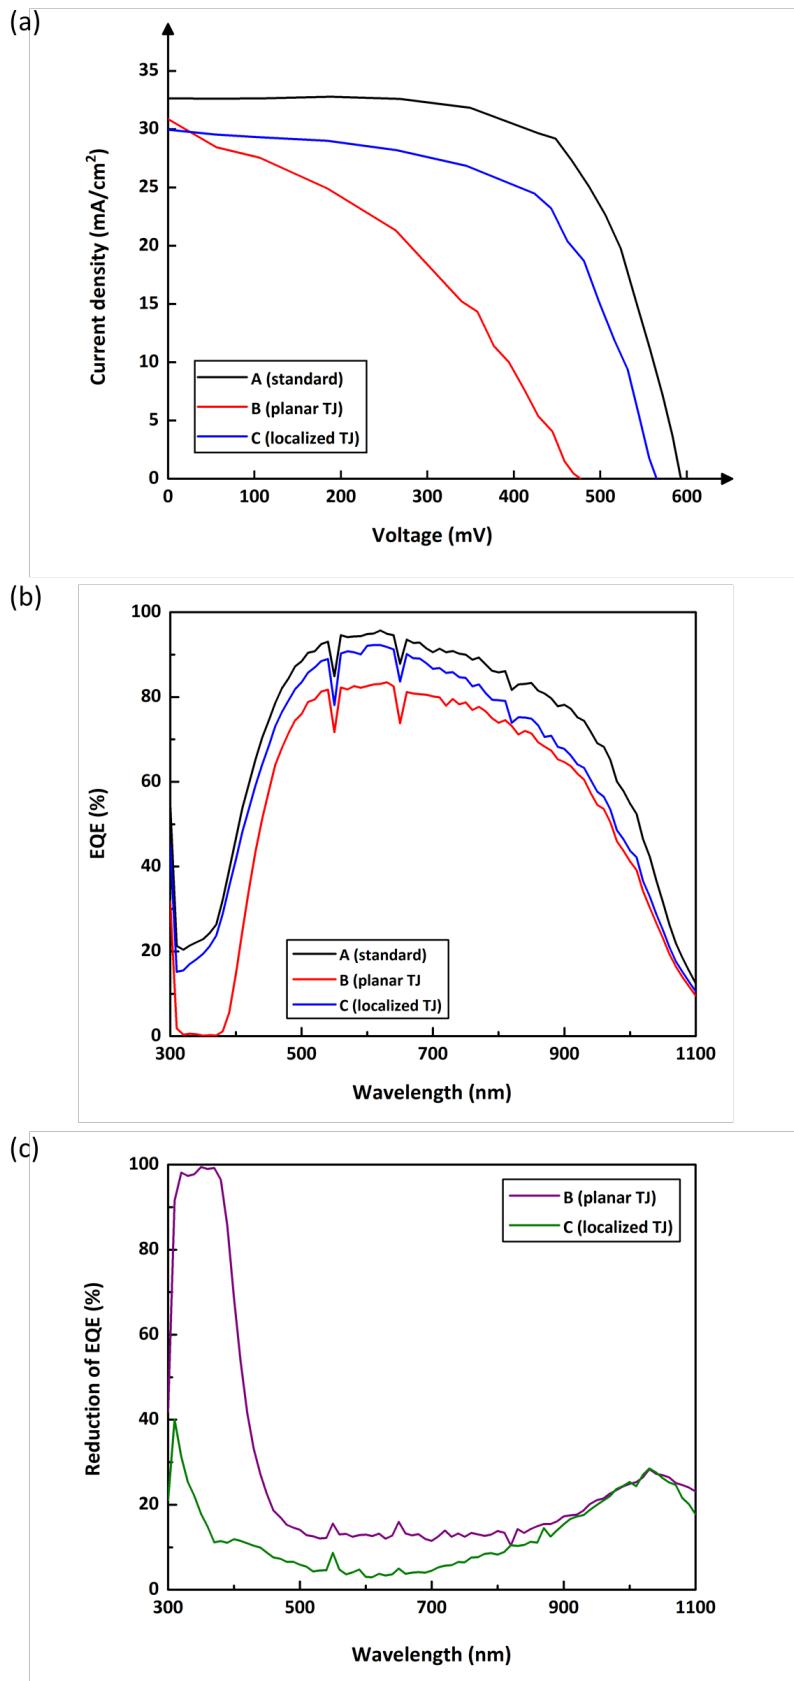 (a)
35
30
25
20
15
10
5
0
Current density (mA/cm²)
A (standard)
B (planar TJ)
C (localized TJ)
0 100 200 300 400 500 600
Voltage (mV)
(b)
100
80
60
40
20
0
EQE (%)
A (standard)
B (planar TJ
C (localized TJ)
300 500 700 900 1100
Wavelength (nm)
(c)
100
80
60
40
20
0
Reduction of EQE (%)
B (planar TJ)
C (localized TJ)
300 500 700 900 1100
Wavelength (nm)